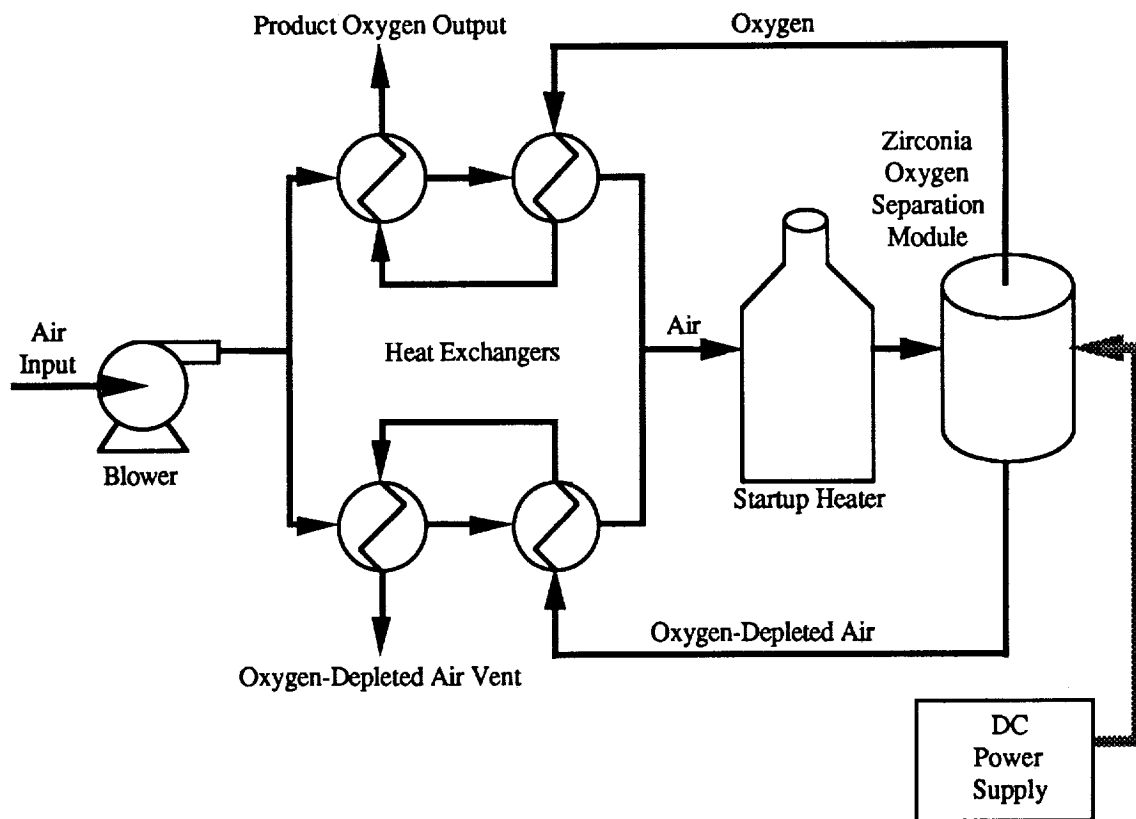 Product Oxygen Output
Oxygen
Zirconia
Oxygen
Separation
Module
Air
Input
Heat Exchangers
Air
Blower
Startup Heater
Oxygen-Depleted Air
Oxygen-Depleted Air Vent
DC
Power
Supply